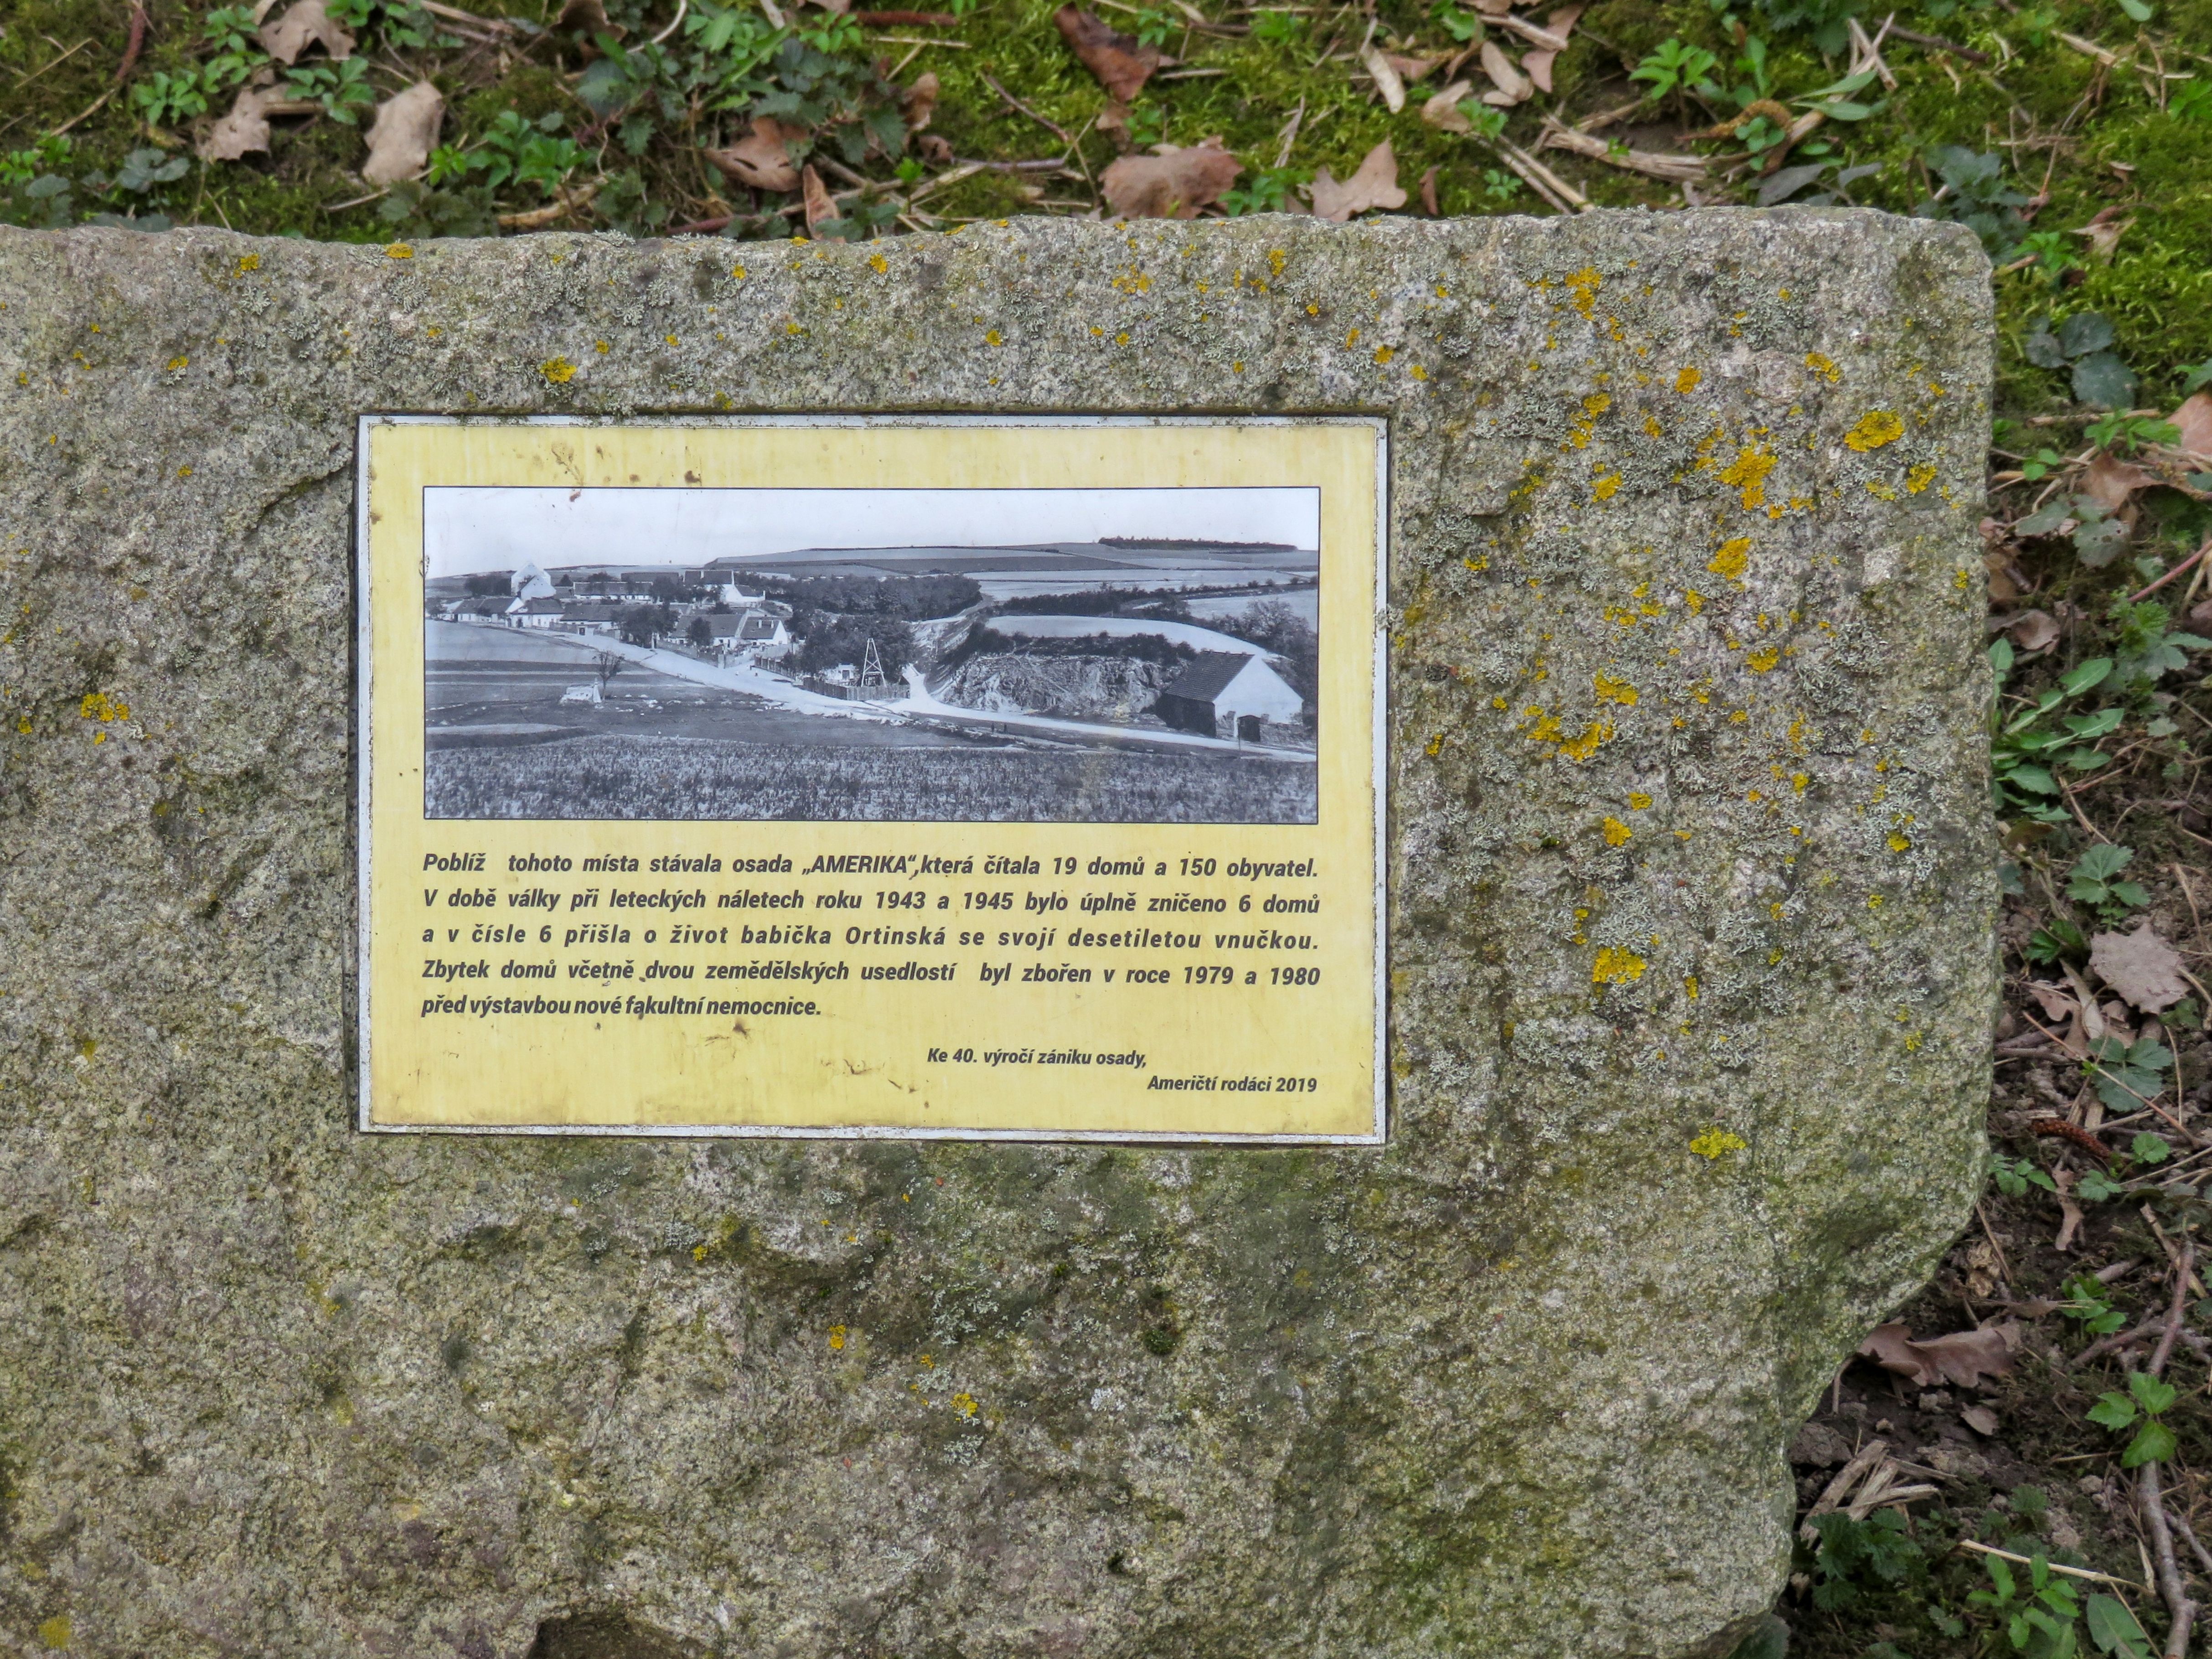 Poblíž tohoto místa stávala osada „AMERIKA“,která čítala 19 domů a 150 obyvatel.
V době války při leteckých náletech roku 1943 a 1945 bylo úplně zničeno 6 domů
a v čísle 6 přišla o život babička Ortinská se svojí desetiletou vnučkou.
Zbytek domů včetně dvou zemědělských usedlostí byl zbořen v roce 1979 a 1980
před výstavbou nové fakultní nemocnice.
Ke 40. výročí zániku osady,
Američtí rodáci 2019